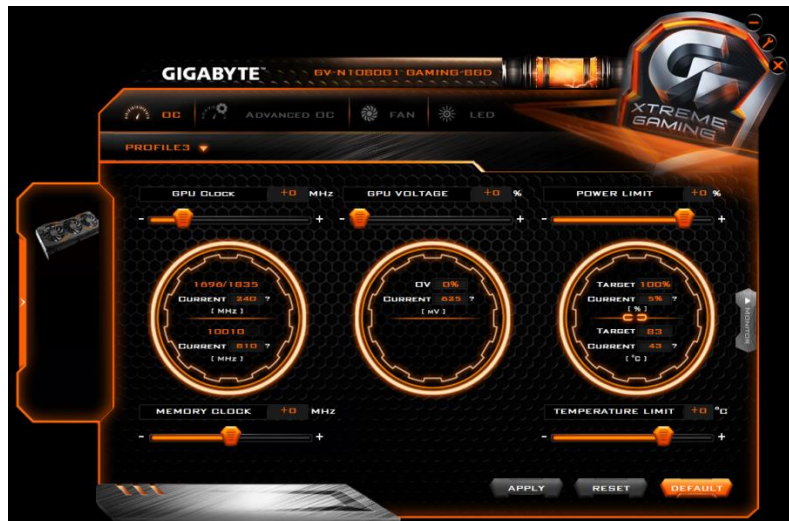 GIGABYTE™ GV-N1080G1 GAMING-8GD
XTREME
GAMING
OC ADVANCED OC FAN LED
PROFILE3
GPU CLOCK +0 MHZ GPU VOLTAGE +0 % POWER LIMIT +0 %
- + - + - +
1696/1835 OV 0% TARGET 100%
CURRENT 240 ? CURRENT 625 ? CURRENT 5% ?
[ MHz ] [ mV ] [ % ]
10010 TARGET 83
CURRENT 810 ? CURRENT 43 ?
[ MHz ] [ °C ]
MONITOR
MEMORY CLOCK +0 MHZ TEMPERATURE LIMIT +0 °C
- + - +
APPLY RESET DEFAULT